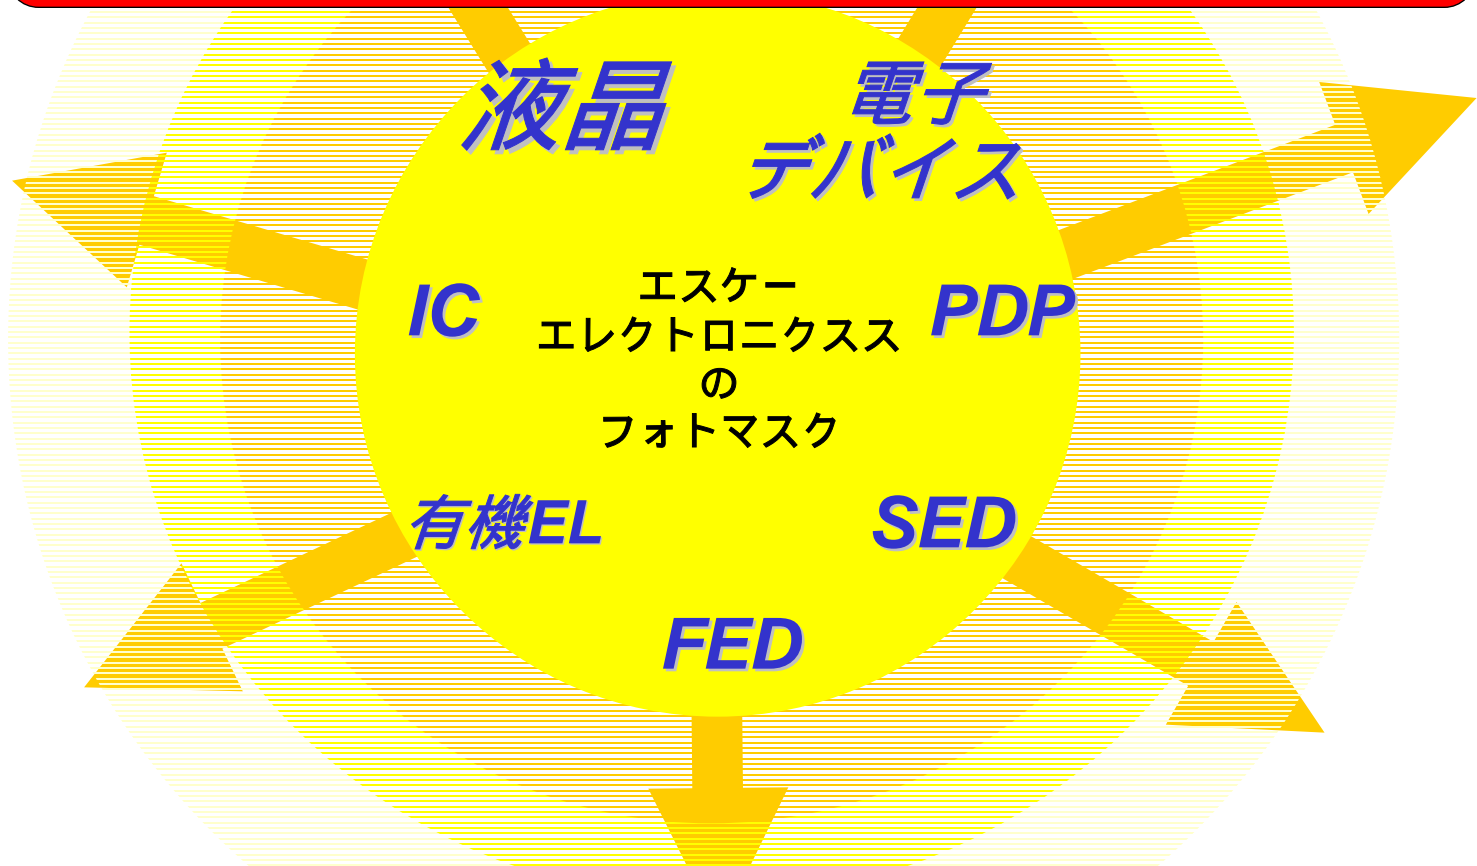 液晶
電子
デバイス
IC
エスケー
エレクトロニクスス
の
フォトマスク
PDP
有機EL
SED
FED